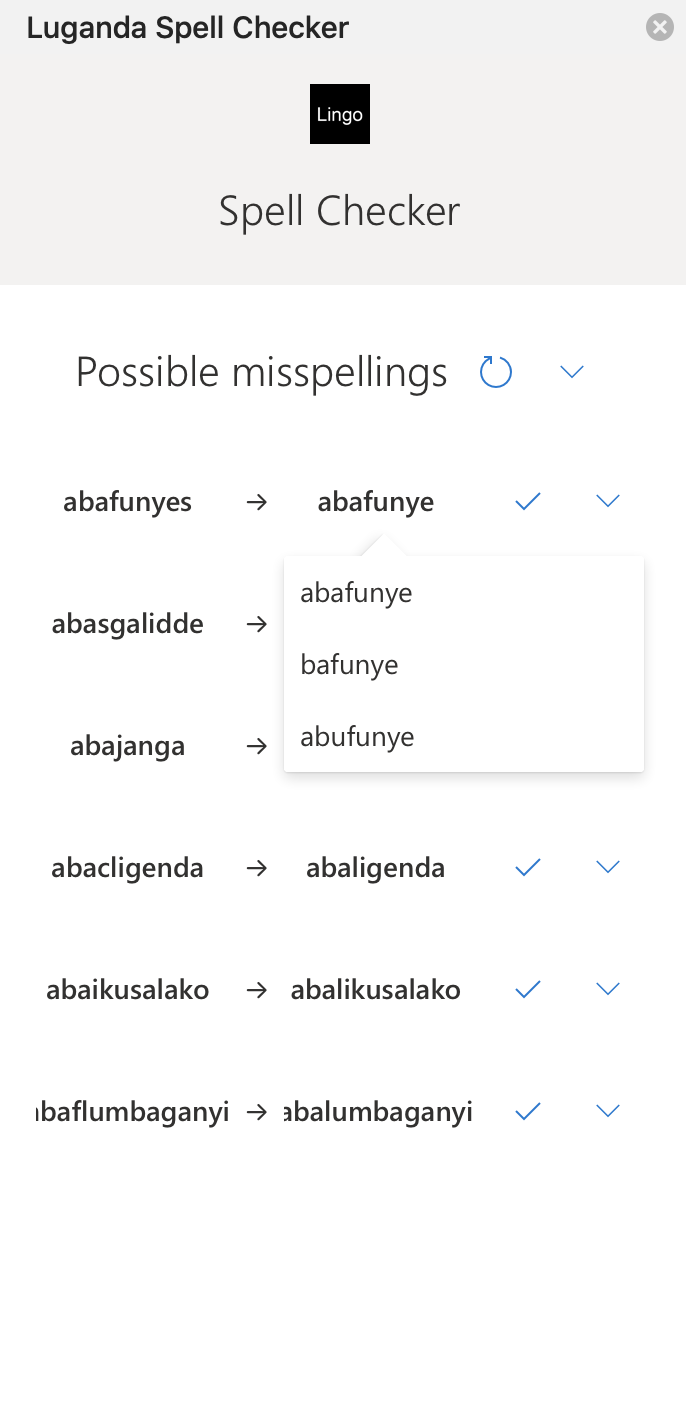 Luganda Spell Checker
Lingo
Spell Checker
Possible misspellings
abafunyes → abafunye
abafunye
abasgalidde →
bafunye
abufunye
abajanga →
abacligenda → abaligenda
abaikusalako → abalikusalako
baflumbaganyi → abalumbaganyi